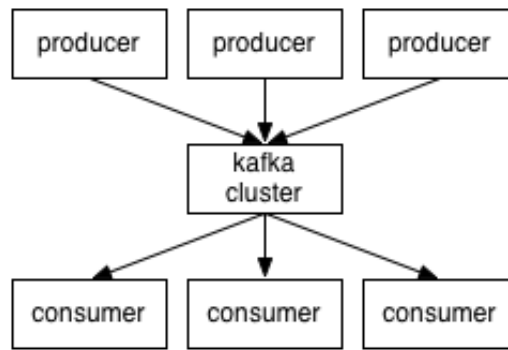 producer
producer
producer
kafka
cluster
consumer
consumer
consumer